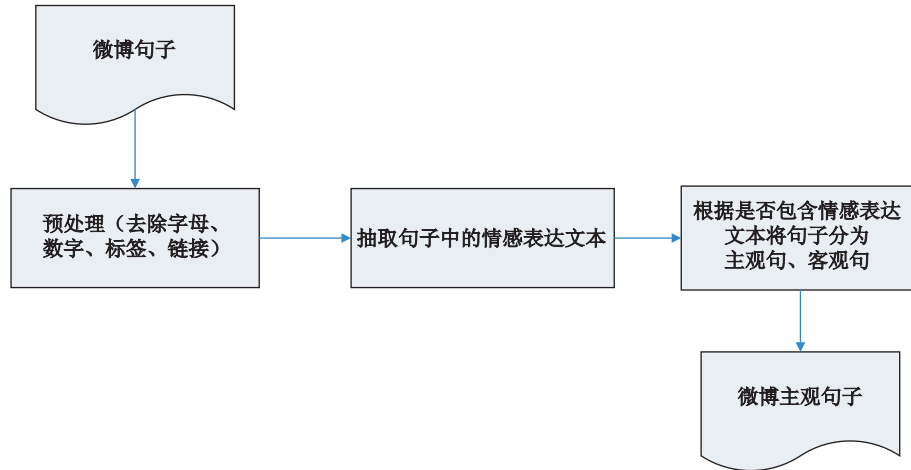 微博句子
预处理（去除字母、
数字、标签、链接）
抽取句子中的情感表达文本
根据是否包含情感表达
文本将句子分为
主观句、客观句
微博主观句子